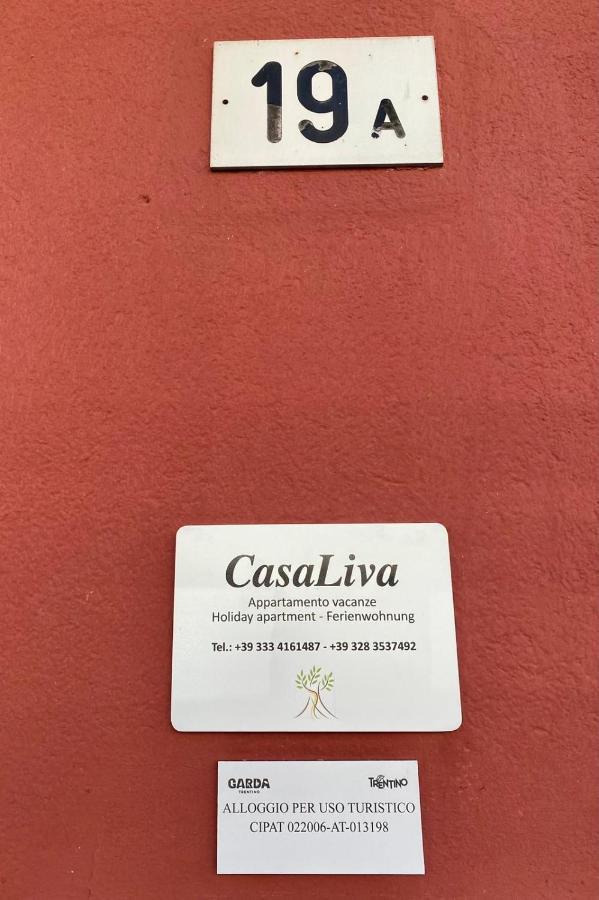 19 A
CasaLiva
Appartamento vacanze
Holiday apartment - Ferienwohnung
Tel.: +39 333 4161487 - +39 328 3537492
GARDA TRENTINO
TRENTINO
ALLOGGIO PER USO TURISTICO
CIPAT 022006-AT-013198